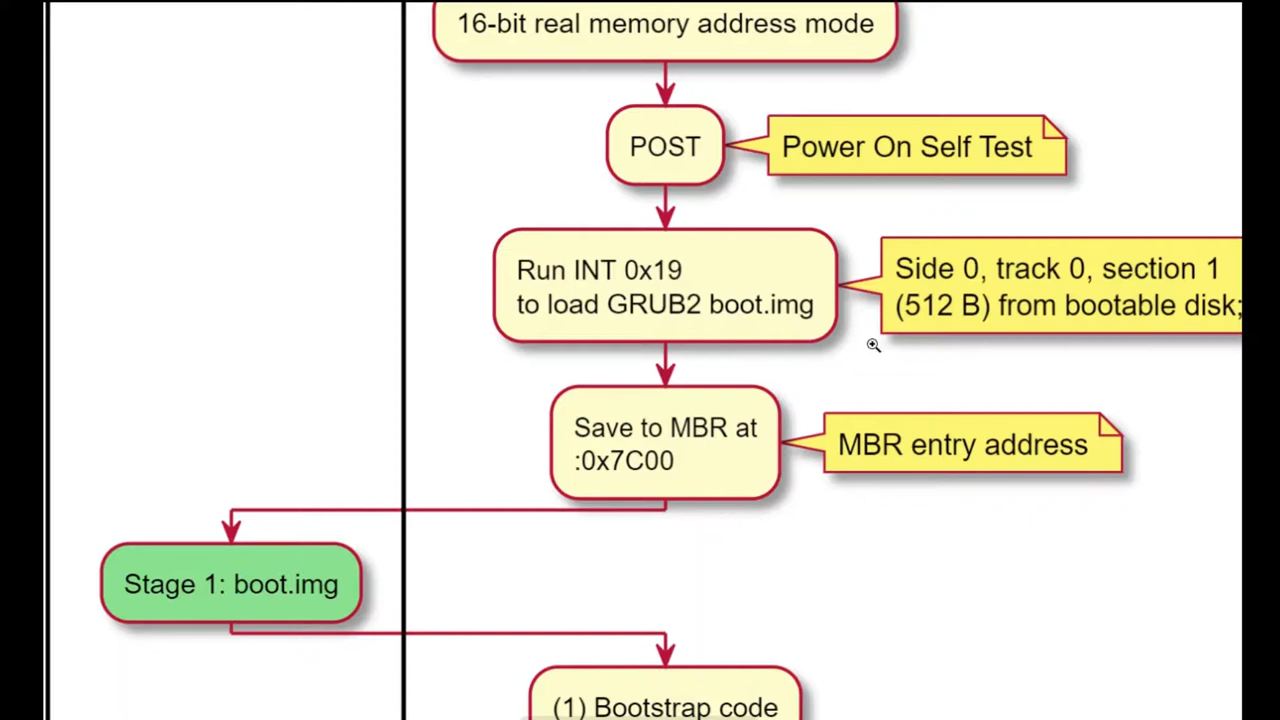 16-bit real memory address mode
POST
Power On Self Test
Run INT 0x19
to load GRUB2 boot.img
Side 0, track 0, section 1
(512 B) from bootable disk;
Save to MBR at
:0x7C00
MBR entry address
Stage 1: boot.img
(1) Bootstrap code